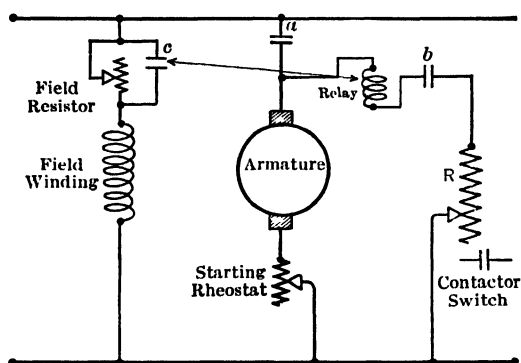 a
c
b
Field
Resistor
Relay
Field
Winding
Armature
R
Starting
Rheostat
Contactor
Switch